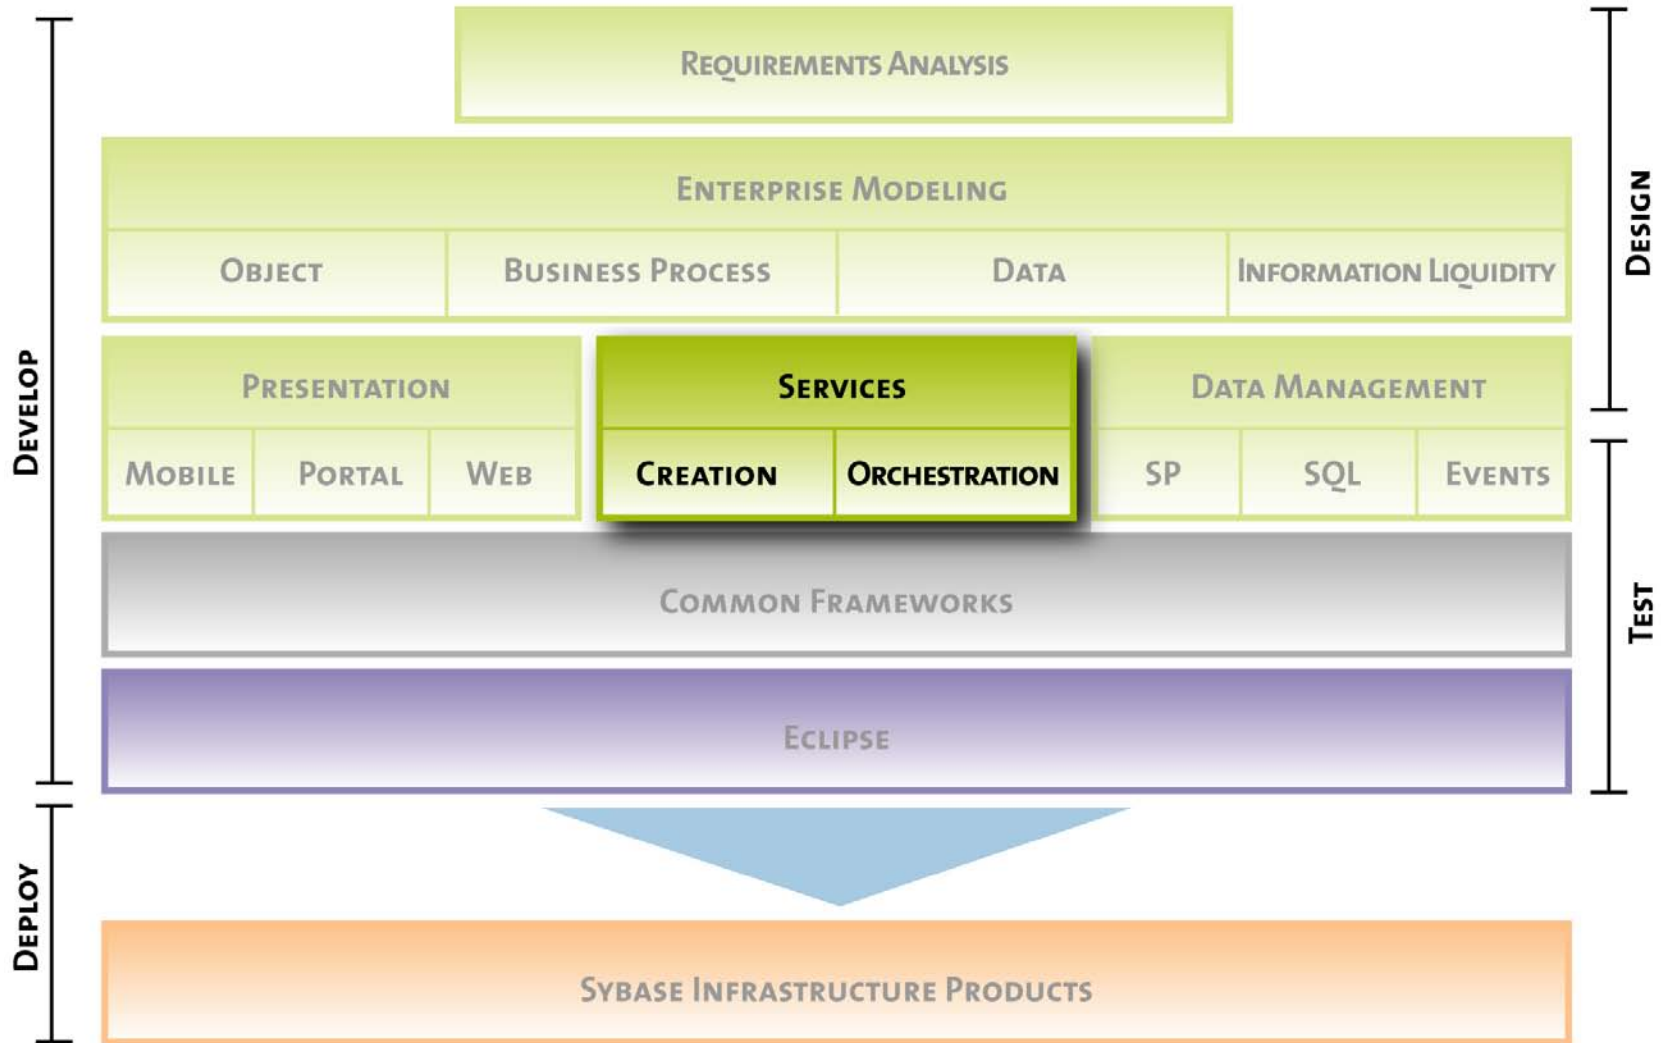 REQUIREMENTS ANALYSIS
ENTERPRISE MODELING
OBJECT
BUSINESS PROCESS
DATA
INFORMATION LIQUIDITY
DESIGN
DEVELOP
PRESENTATION
SERVICES
DATA MANAGEMENT
MOBILE
PORTAL
WEB
CREATION
ORCHESTRATION
SP
SQL
EVENTS
COMMON FRAMEWORKS
TEST
ECLIPSE
DEPLOY
SYBASE INFRASTRUCTURE PRODUCTS